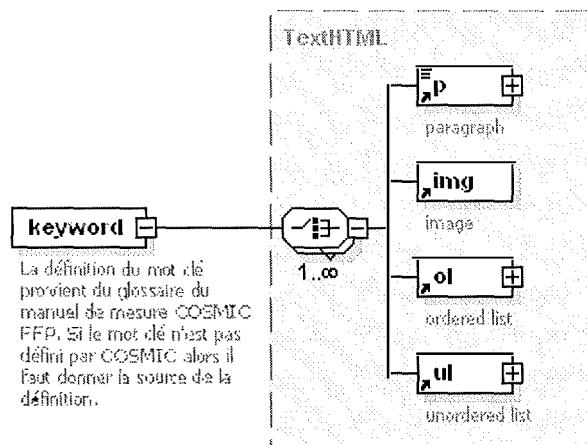 TextHTML
p
paragraph
img
image
keyword
1..∞
La définition du mot clé
provient du glossaire du
manuel de mesure COSMIC
FFP. Si le mot clé n'est pas
défini par COSMIC alors il
faut donner la source de la
définition.
ol
ordered list
ul
unordered list